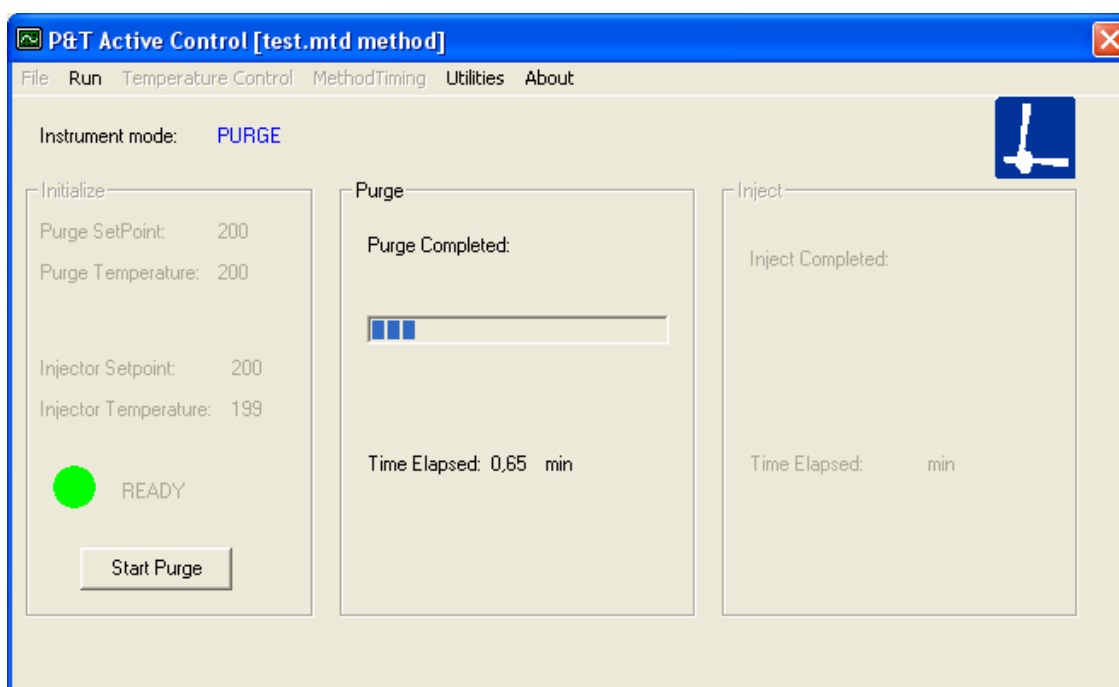 P&T Active Control [test.mtd method]
File Run Temperature Control MethodTiming Utilities About
Instrument mode: PURGE
Initialize
Purge SetPoint: 200
Purge Temperature: 200
Injector Setpoint: 200
Injector Temperature: 199
READY
Start Purge
Purge
Purge Completed:
Time Elapsed: 0,65 min
Inject
Inject Completed:
Time Elapsed: min